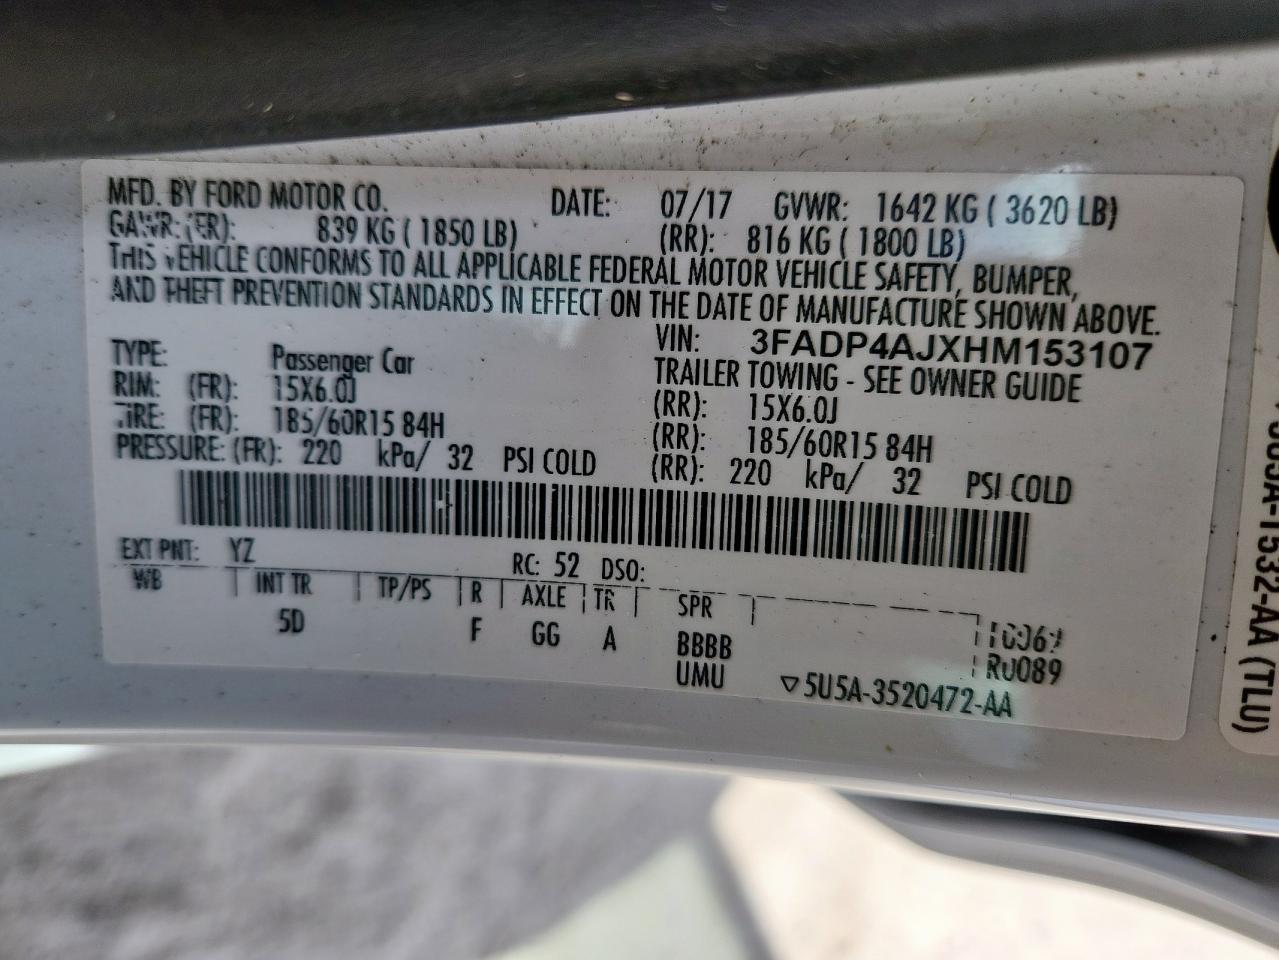 MFD. BY FORD MOTOR CO. DATE: 07/17 GVWR: 1642 KG ( 3620 LB)
GAWR: (FR): 839 KG ( 1850 LB) (RR): 816 KG ( 1800 LB)
THIS VEHICLE CONFORMS TO ALL APPLICABLE FEDERAL MOTOR VEHICLE SAFETY, BUMPER,
AND THEFT PREVENTION STANDARDS IN EFFECT ON THE DATE OF MANUFACTURE SHOWN ABOVE.
VIN: 3FADP4AJXHM153107
TYPE: Passenger Car TRAILER TOWING - SEE OWNER GUIDE
RIM: (FR): 15X6.0J (RR): 15X6.0J
TIRE: (FR): 185/60R15 84H (RR): 185/60R15 84H
PRESSURE: (FR): 220 kPa/ 32 PSI COLD (RR): 220 kPa/ 32 PSI COLD
EXT PNT: YZ RC: 52 DSO:
WB INT TR TP/PS R AXLE TR SPR
5D F GG A BBBB
UMU R0089
▽5U5A-3520472-AA
1532-AA (TLU)